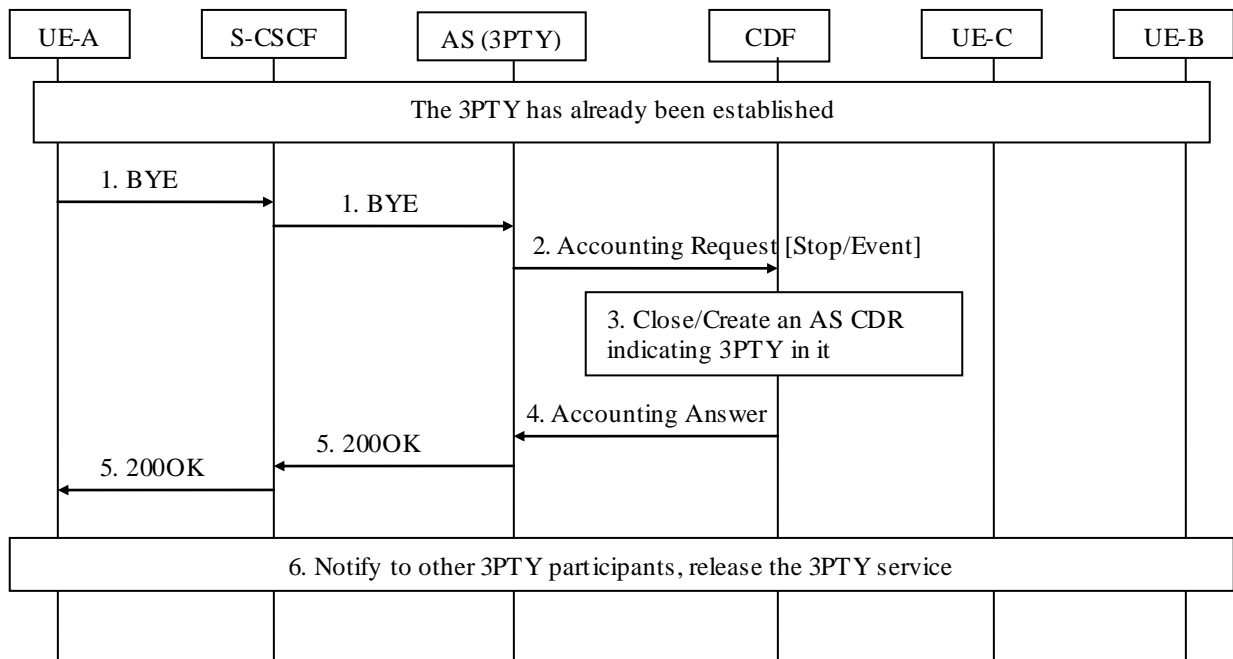 UE-A
S-CSCF
AS (3PTY)
CDF
UE-C
UE-B
The 3PTY has already been established
1. BYE
1. BYE
2. Accounting Request [Stop/Event]
3. Close/Create an AS CDR
indicating 3PTY in it
4. Accounting Answer
5. 200OK
5. 200OK
6. Notify to other 3PTY participants, release the 3PTY service